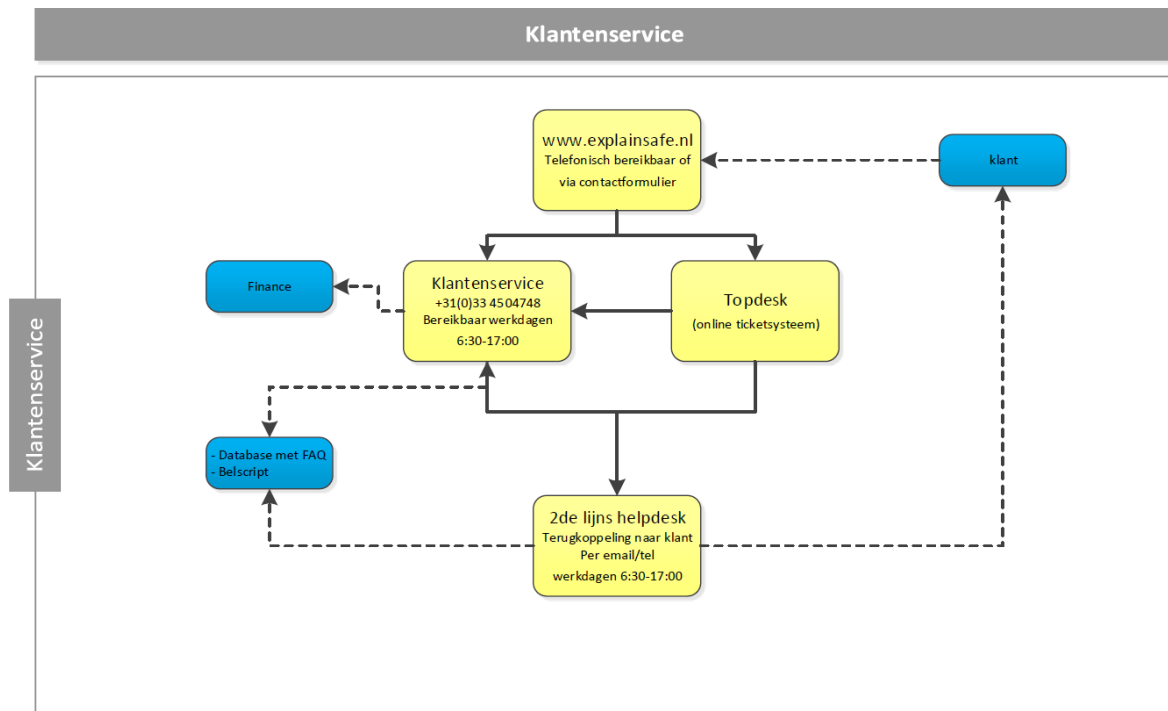 Klantenservice
Klantenservice
www.explainsafe.nl
Telefonisch bereikbaar of
via contactformulier
klant
Finance
Klantenservice
+31(0)33 4504748
Bereikbaar werkdagen
6:30-17:00
Topdesk
(online ticketsysteem)
- Database met FAQ
- Belscript
2de lijns helpdesk
Terugkoppeling naar klant
Per email/tel
werkdagen 6:30-17:00